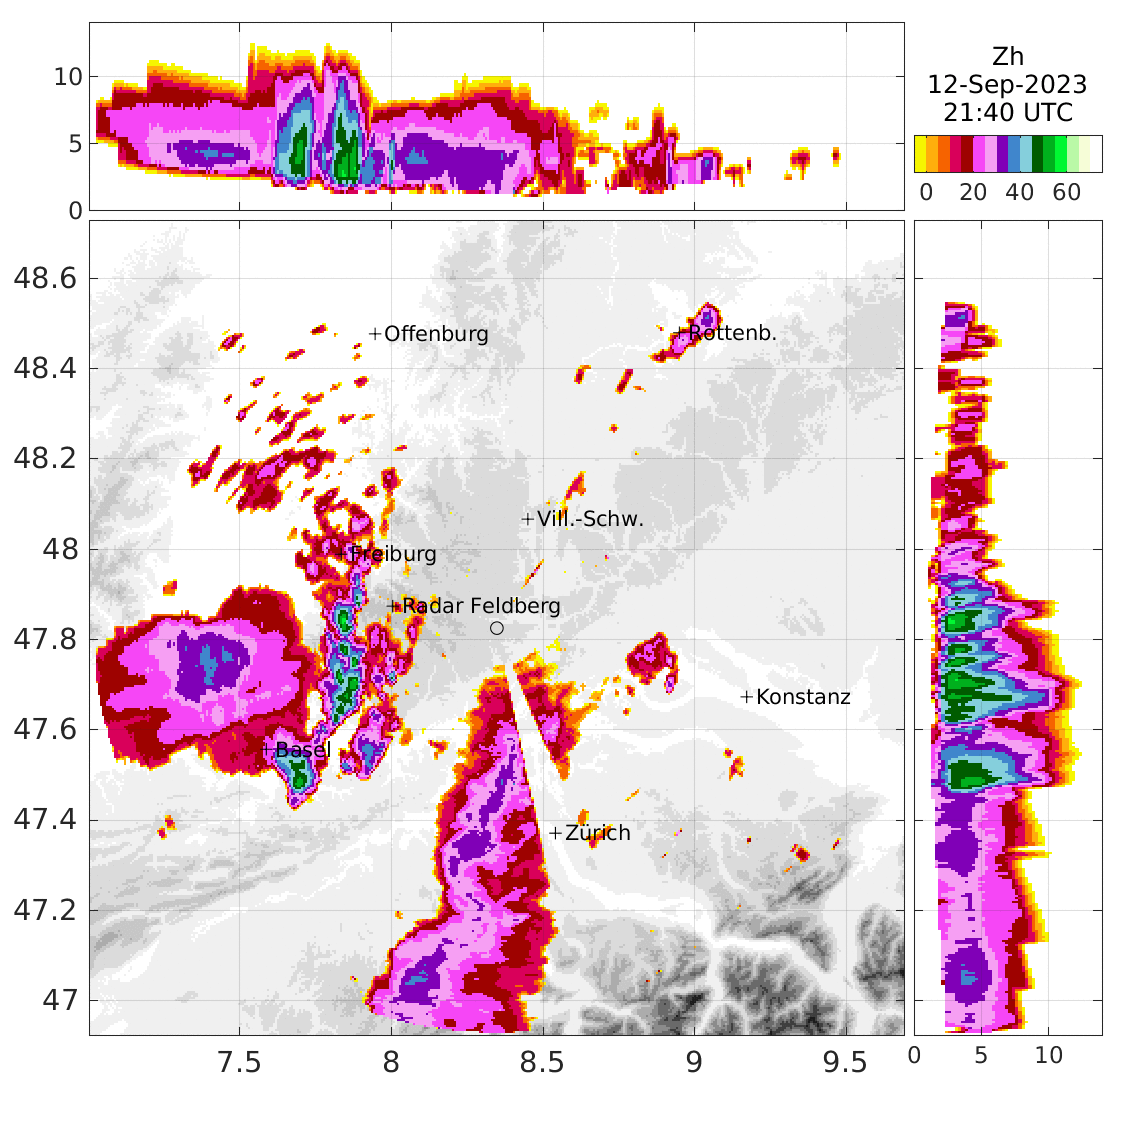 10
5
0
Zh
12-Sep-2023
21:40 UTC
0 20 40 60
48.6
48.4
48.2
48
47.8
47.6
47.4
47.2
47
+Offenburg
+Rottenb.
+Vill.-Schw.
+Freiburg
+Radar Feldberg
+Konstanz
+Basel
+Zürich
7.5 8 8.5 9 9.5
0 5 10